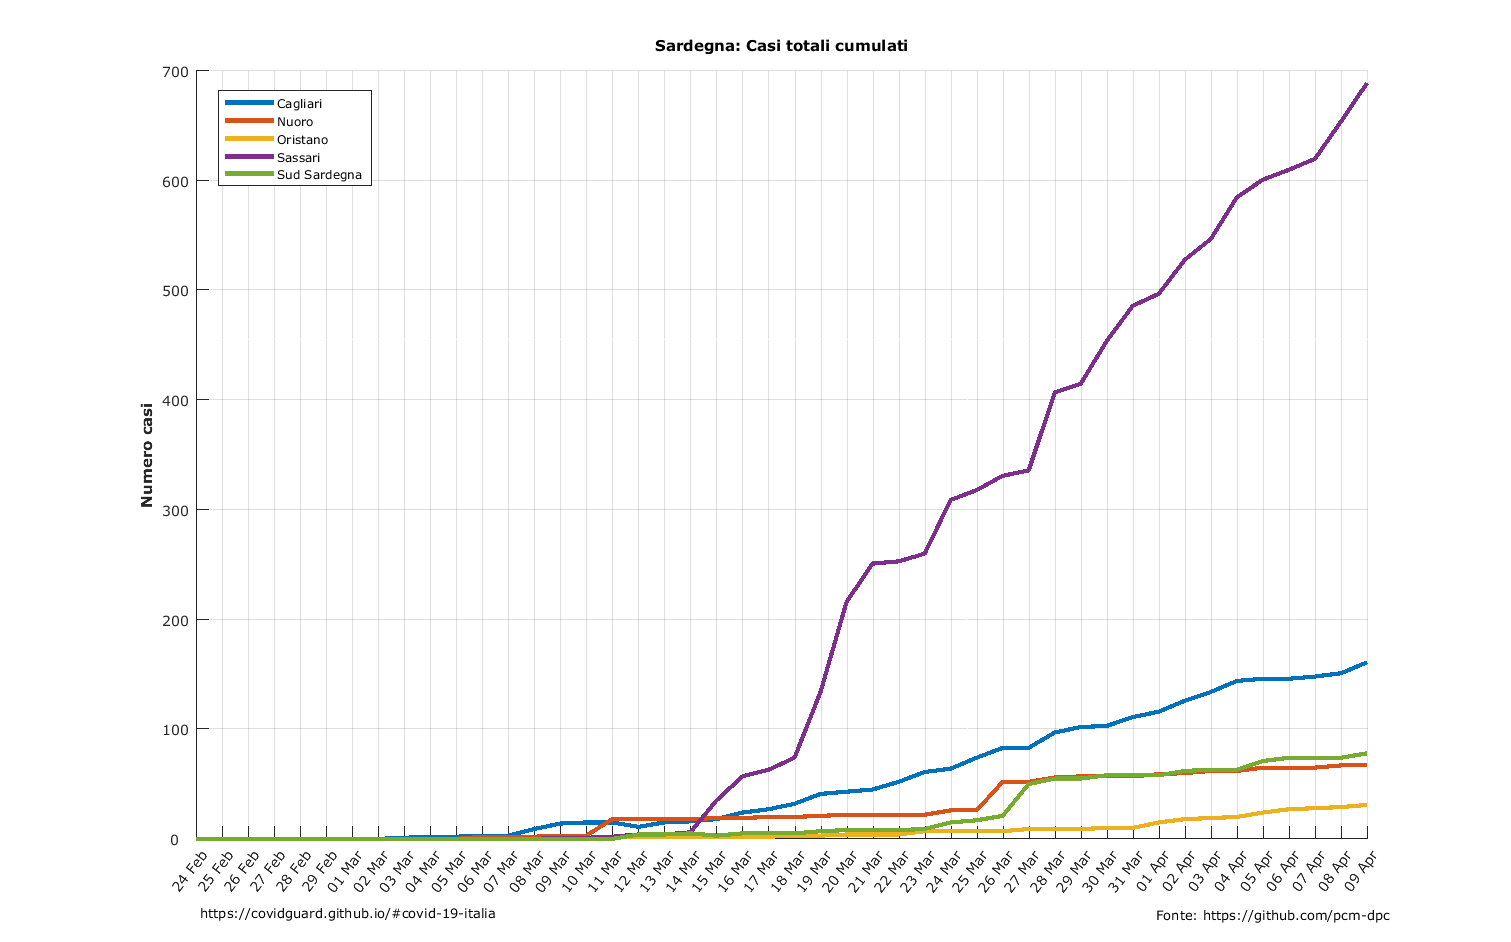 Sardegna: Casi totali cumulati
Numero casi
700
600
500
400
300
200
100
0
Cagliari
Nuoro
Oristano
Sassari
Sud Sardegna
24 Feb
25 Feb
26 Feb
27 Feb
28 Feb
29 Feb
01 Mar
02 Mar
03 Mar
04 Mar
05 Mar
06 Mar
07 Mar
08 Mar
09 Mar
10 Mar
11 Mar
12 Mar
13 Mar
14 Mar
15 Mar
16 Mar
17 Mar
18 Mar
19 Mar
20 Mar
21 Mar
22 Mar
23 Mar
24 Mar
25 Mar
26 Mar
27 Mar
28 Mar
29 Mar
30 Mar
31 Mar
01 Apr
02 Apr
03 Apr
04 Apr
05 Apr
06 Apr
07 Apr
08 Apr
09 Apr
https://covidguard.github.io/#covid-19-italia
Fonte: https://github.com/pcm-dpc